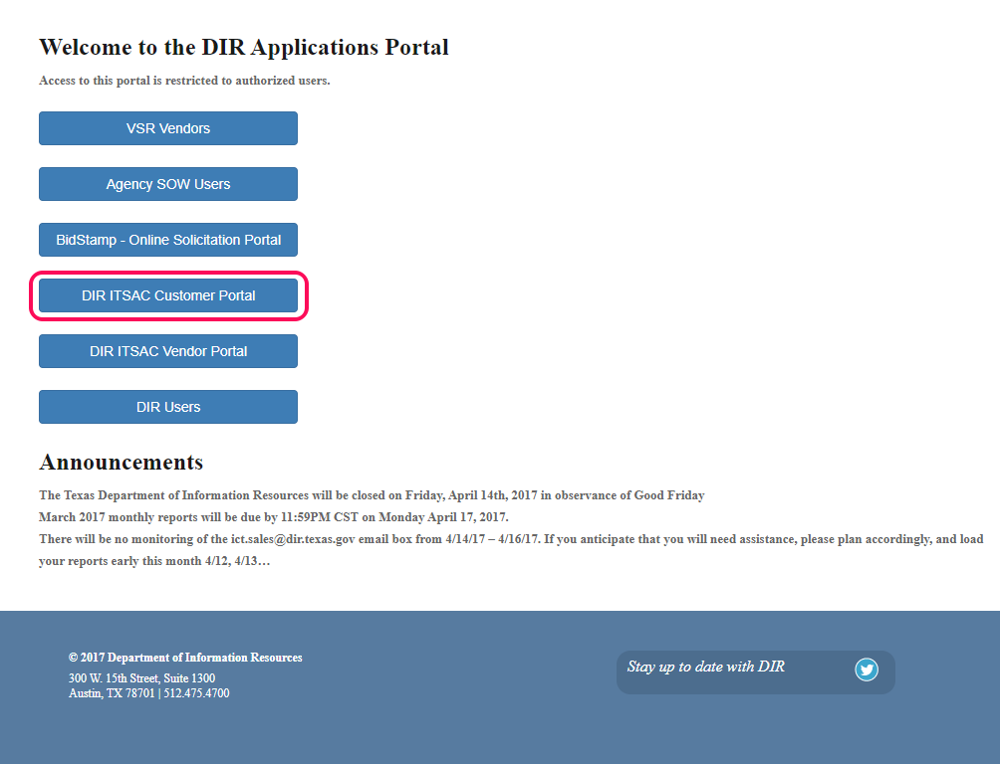 Welcome to the DIR Applications Portal
Access to this portal is restricted to authorized users.
VSR Vendors
Agency SOW Users
BidStamp - Online Solicitation Portal
DIR ITSAC Customer Portal
DIR ITSAC Vendor Portal
DIR Users
Announcements
The Texas Department of Information Resources will be closed on Friday, April 14th, 2017 in observance of Good Friday
March 2017 monthly reports will be due by 11:59PM CST on Monday April 17, 2017.
There will be no monitoring of the ict.sales@dir.texas.gov email box from 4/14/17 – 4/16/17. If you anticipate that you will need assistance, please plan accordingly, and load
your reports early this month 4/12, 4/13…
© 2017 Department of Information Resources
300 W. 15th Street, Suite 1300
Austin, TX 78701 | 512.475.4700
Stay up to date with DIR